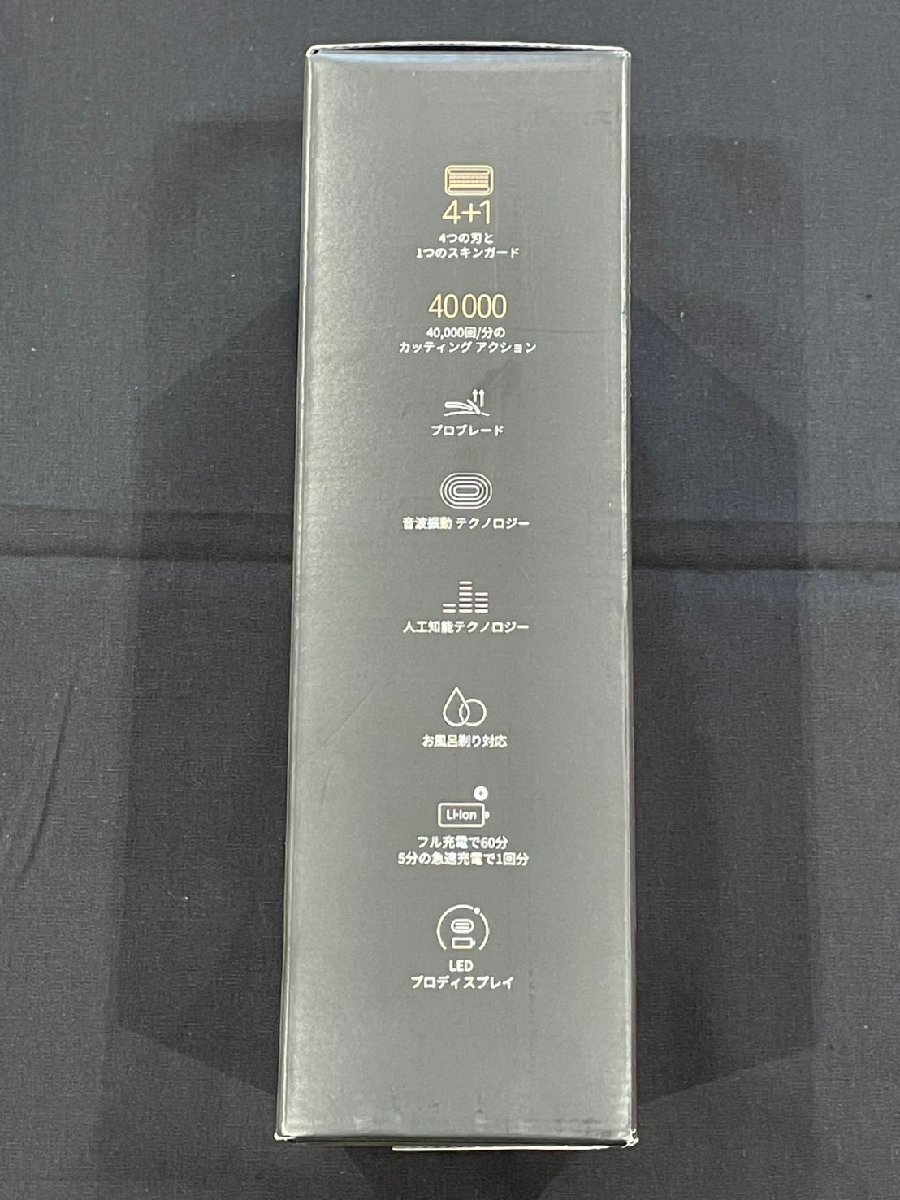 4+1
4つの刃と
1つのスキンガード
40 000
40,000回/分の
カッティング アクション
プロブレード
音波振動 テクノロジー
人工知能テクノロジー
お風呂剃り対応
Li-Ion
フル充電で60分
5分の急速充電で1回分
LED
プロディスプレイ